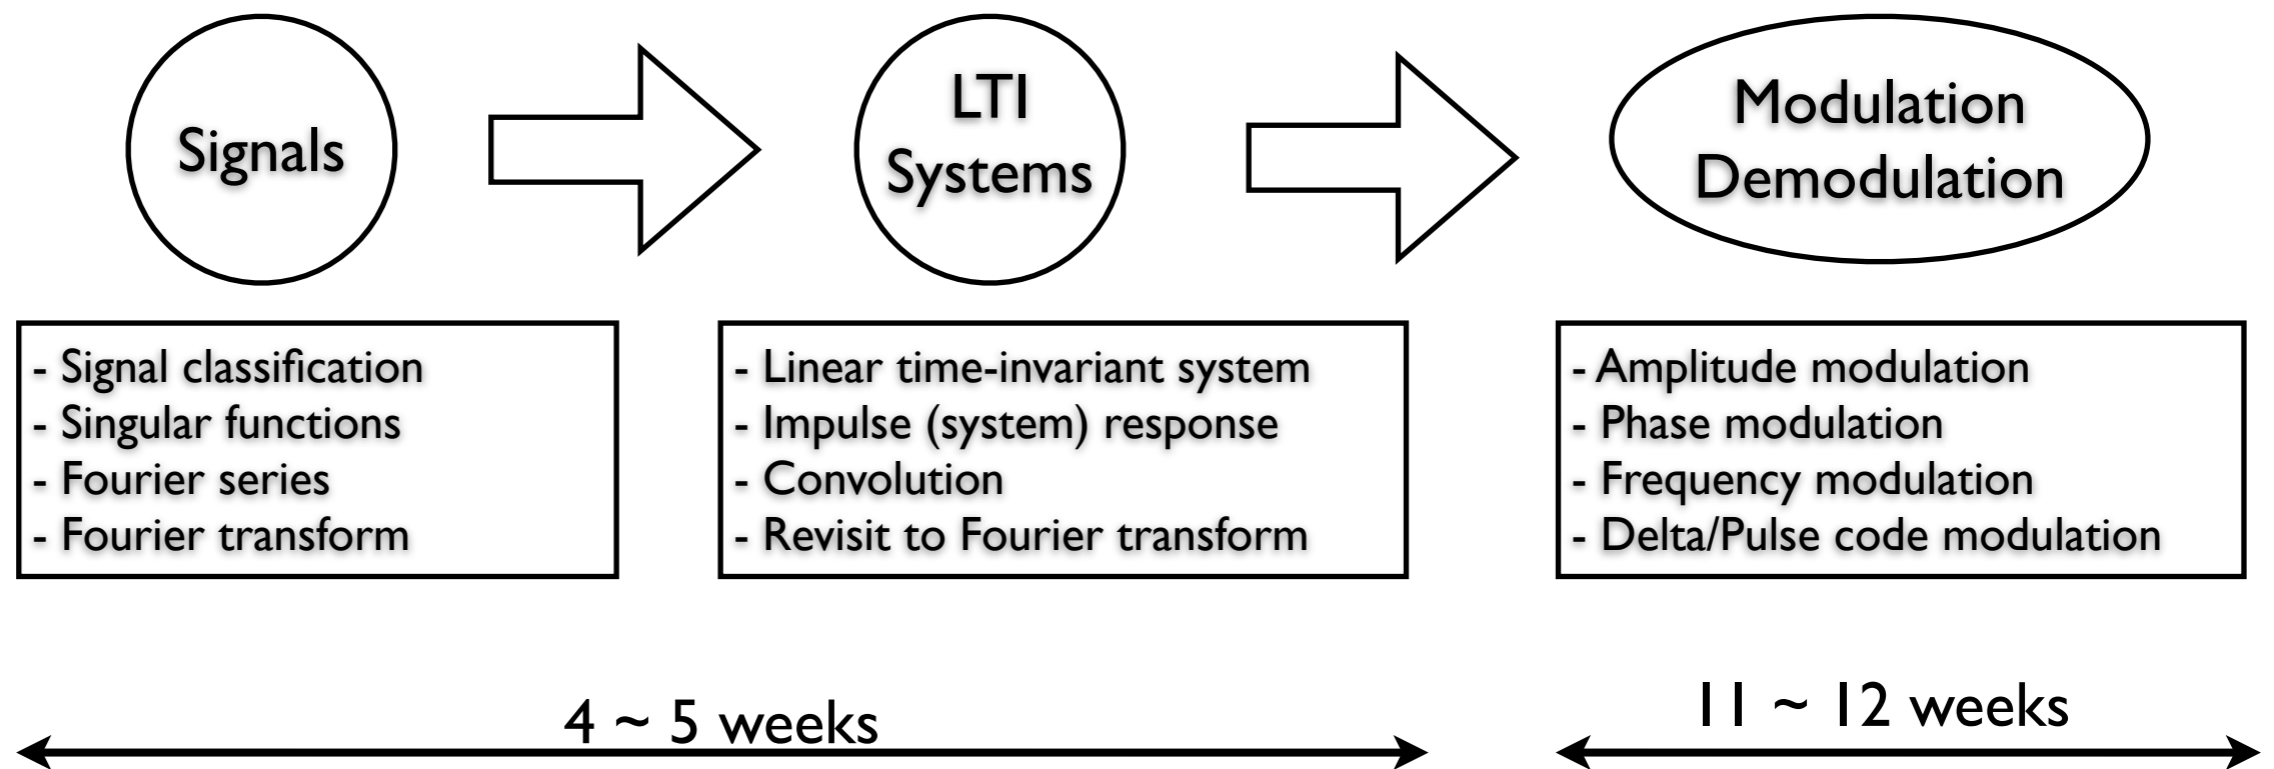 Signals
LTI
Systems
Modulation
Demodulation
- Signal classification
- Singular functions
- Fourier series
- Fourier transform
- Linear time-invariant system
- Impulse (system) response
- Convolution
- Revisit to Fourier transform
- Amplitude modulation
- Phase modulation
- Frequency modulation
- Delta/Pulse code modulation
4 ~ 5 weeks
11 ~ 12 weeks